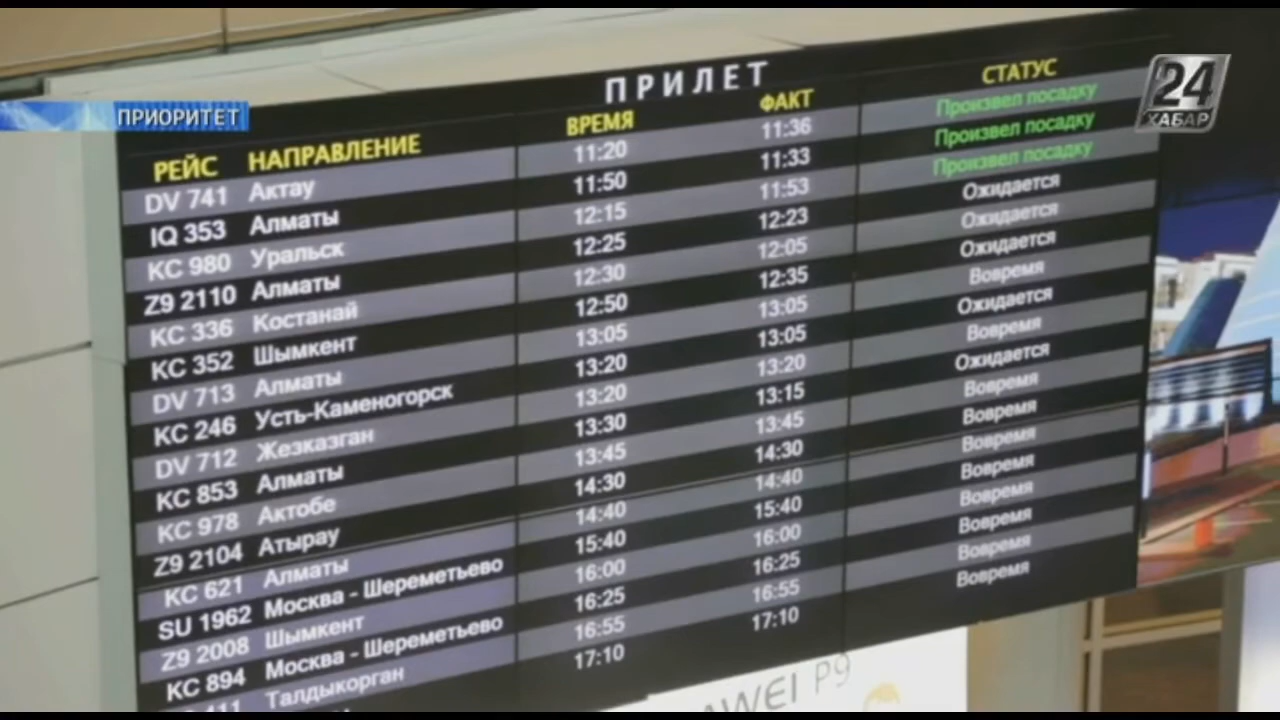 ПРИОРИТЕТ
24
ХАБАР
ПРИЛЕТ
РЕЙС НАПРАВЛЕНИЕ ВРЕМЯ ФАКТ СТАТУС
DV 741 Актау 11:20 11:36 Произвел посадку
IQ 353 Алматы 11:50 11:33 Произвел посадку
KC 980 Уральск 12:15 11:53 Произвел посадку
Z9 2110 Алматы 12:25 12:23 Ожидается
KC 336 Костанай 12:30 12:05 Ожидается
KC 352 Шымкент 12:50 12:35 Ожидается
DV 713 Алматы 13:05 13:05 Вовремя
KC 246 Усть-Каменогорск 13:20 13:05 Ожидается
DV 712 Жезказган 13:20 13:20 Вовремя
KC 853 Алматы 13:30 13:15 Ожидается
KC 978 Актобе 13:45 13:45 Вовремя
Z9 2104 Атырау 14:30 14:30 Вовремя
KC 621 Алматы 14:40 14:40 Вовремя
SU 1962 Москва - Шереметьево 15:40 15:40 Вовремя
Z9 2008 Шымкент 16:00 16:00 Вовремя
KC 894 Москва - Шереметьево 16:25 16:25 Вовремя
411 Талдыкорган 16:55 16:55 Вовремя
17:10 17:10 Вовремя
AWEI P9